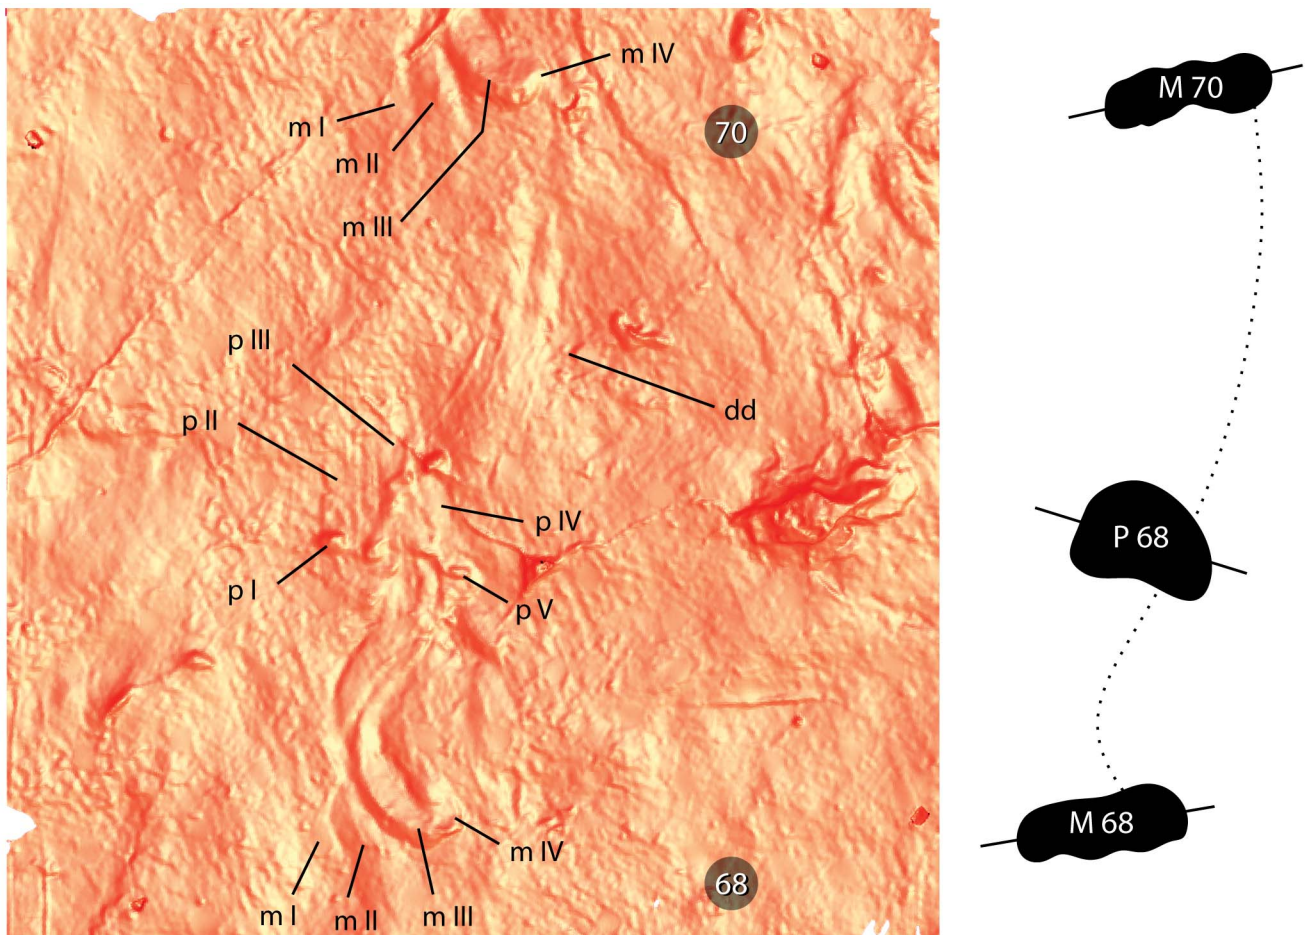 m IV
70
m I
m II
m III
p III
dd
p II
p IV
p I
p V
m IV
68
m I
m II
m III
M 70
P 68
M 68